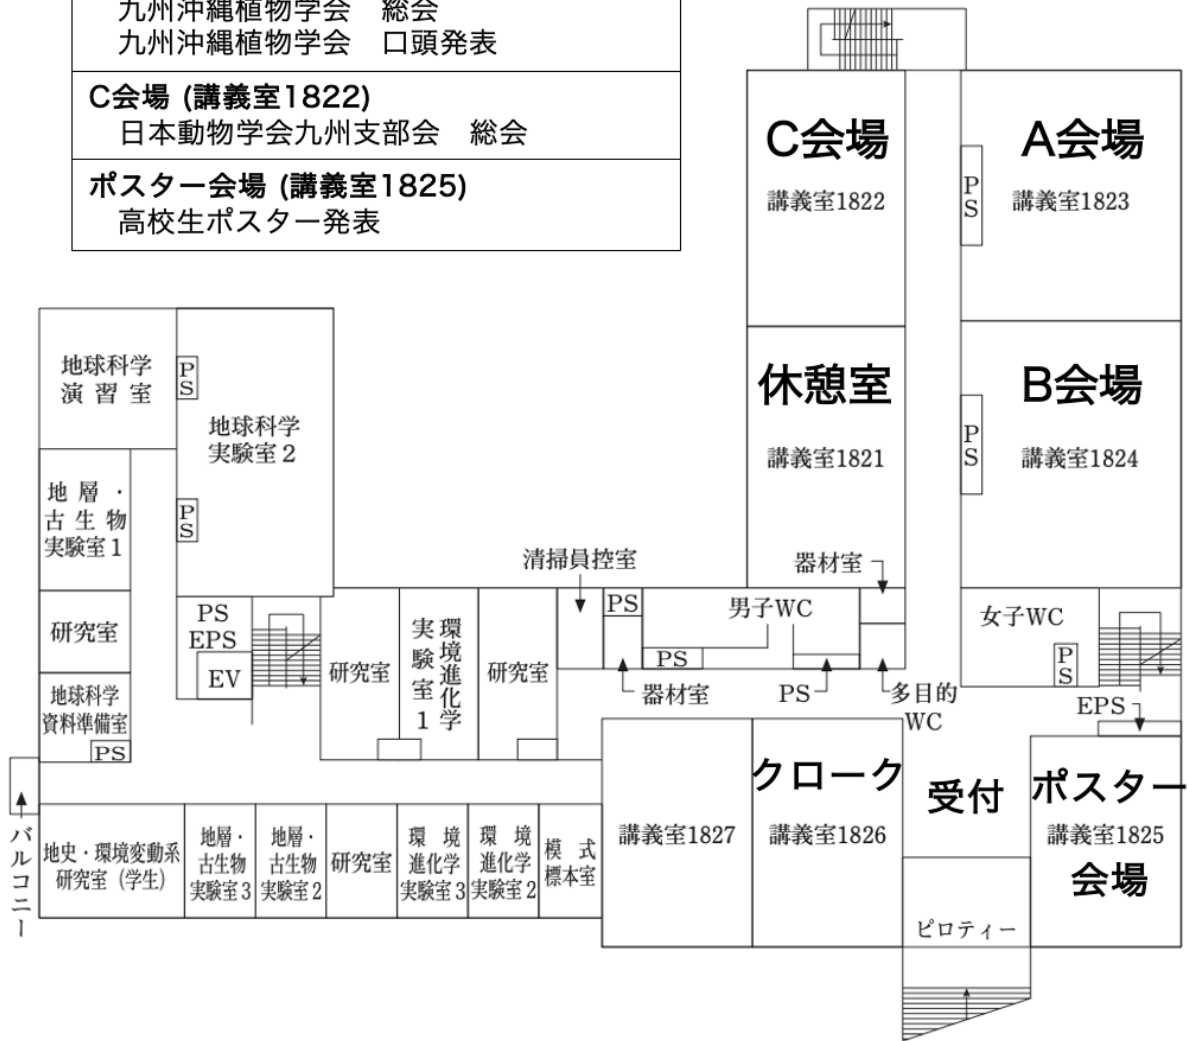 九州沖縄植物学会　総会
九州沖縄植物学会　口頭発表
C会場 (講義室1822)
日本動物学会九州支部会　総会
ポスター会場 (講義室1825)
高校生ポスター発表
C会場
講義室1822
A会場
講義室1823
PS
休憩室
講義室1821
B会場
講義室1824
PS
地球科学
演習室
PS
地球科学
実験室2
PS
地層・
古生物
実験室1
研究室
地球科学
資料準備室
PS
PS
EPS
EV
研究室
環境進化学
実験室1
研究室
清掃員控室
PS
器材室
男子WC
PS
PS
器材室
多目的
WC
女子WC
PS
EPS
バルコニー
地史・環境変動系
研究室（学生）
地層・
古生物
実験室3
地層・
古生物
実験室2
研究室
環境
進化学
実験室3
環境
進化学
実験室2
模式
標本室
講義室1827
クローク
講義室1826
受付
ピロティー
ポスター
講義室1825
会場